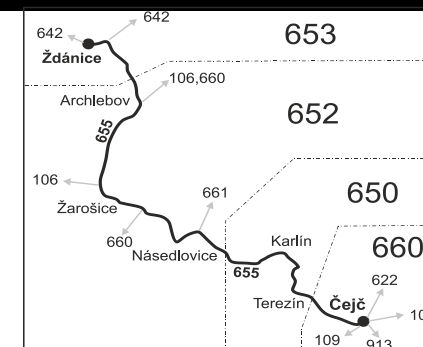 642
642
653
Ždánice
106,660
Archlebov
652
655
106
661
650
Žarošice
660
Násedlovice
Karlín
660
655
622
Terezín
Čejč
109
913